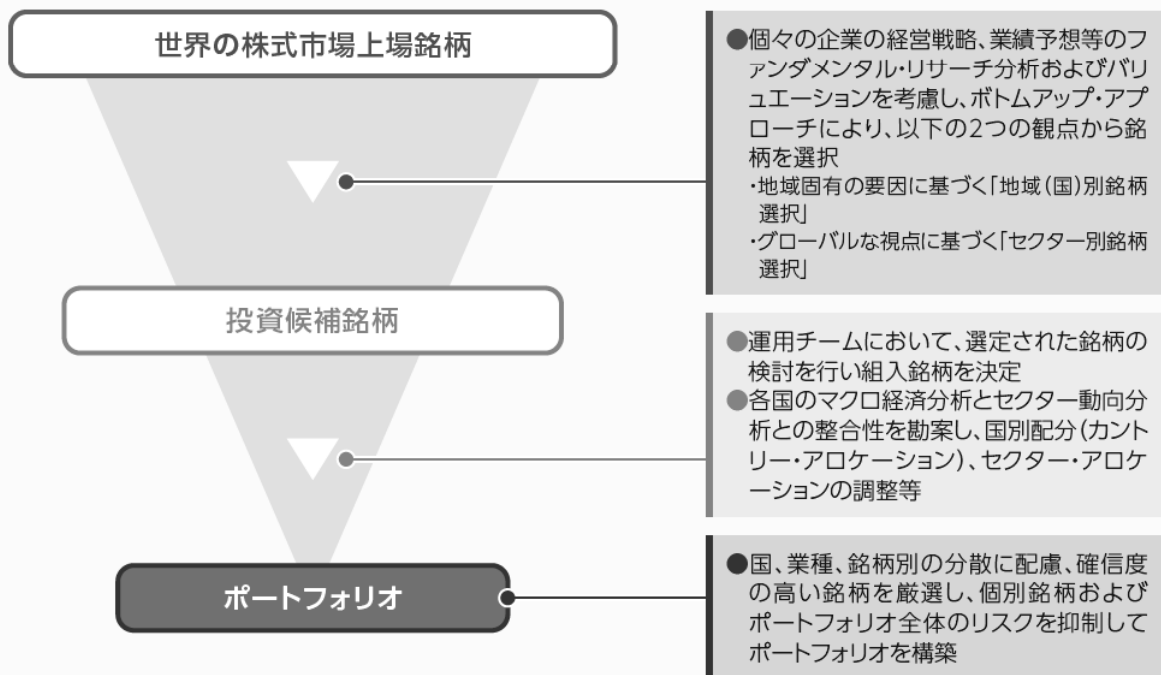 世界の株式市場上場銘柄
●個々の企業の経営戦略、業績予想等のフ
ァンダメンタル・リサーチ分析およびバリ
ュエーションを考慮し、ボトムアップ・アプ
ローチにより、以下の2つの観点から銘
柄を選択
・地域固有の要因に基づく「地域（国）別銘柄
選択」
・グローバルな視点に基づく「セクター別銘柄
選択」
投資候補銘柄
●運用チームにおいて、選定された銘柄の
検討を行い組入銘柄を決定
●各国のマクロ経済分析とセクター動向分
析との整合性を勘案し、国別配分（カント
リー・アロケーション）、セクター・アロケ
ーションの調整等
ポートフォリオ
●国、業種、銘柄別の分散に配慮、確信度
の高い銘柄を厳選し、個別銘柄および
ポートフォリオ全体のリスクを抑制して
ポートフォリオを構築